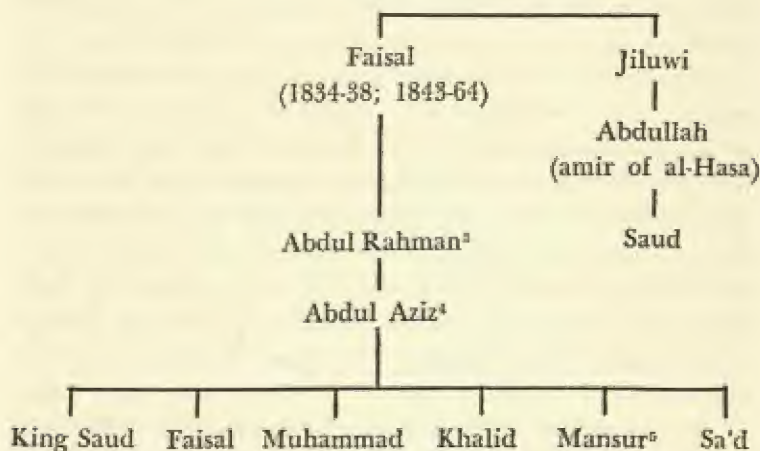 Faisal Jiluwi
(1834-38; 1843-64)
Abdullah
(amir of al-Hasa)
Abdul Rahman³ Saud
Abdul Aziz⁴
King Saud Faisal Muhammad Khalid Mansur⁵ Sa'd